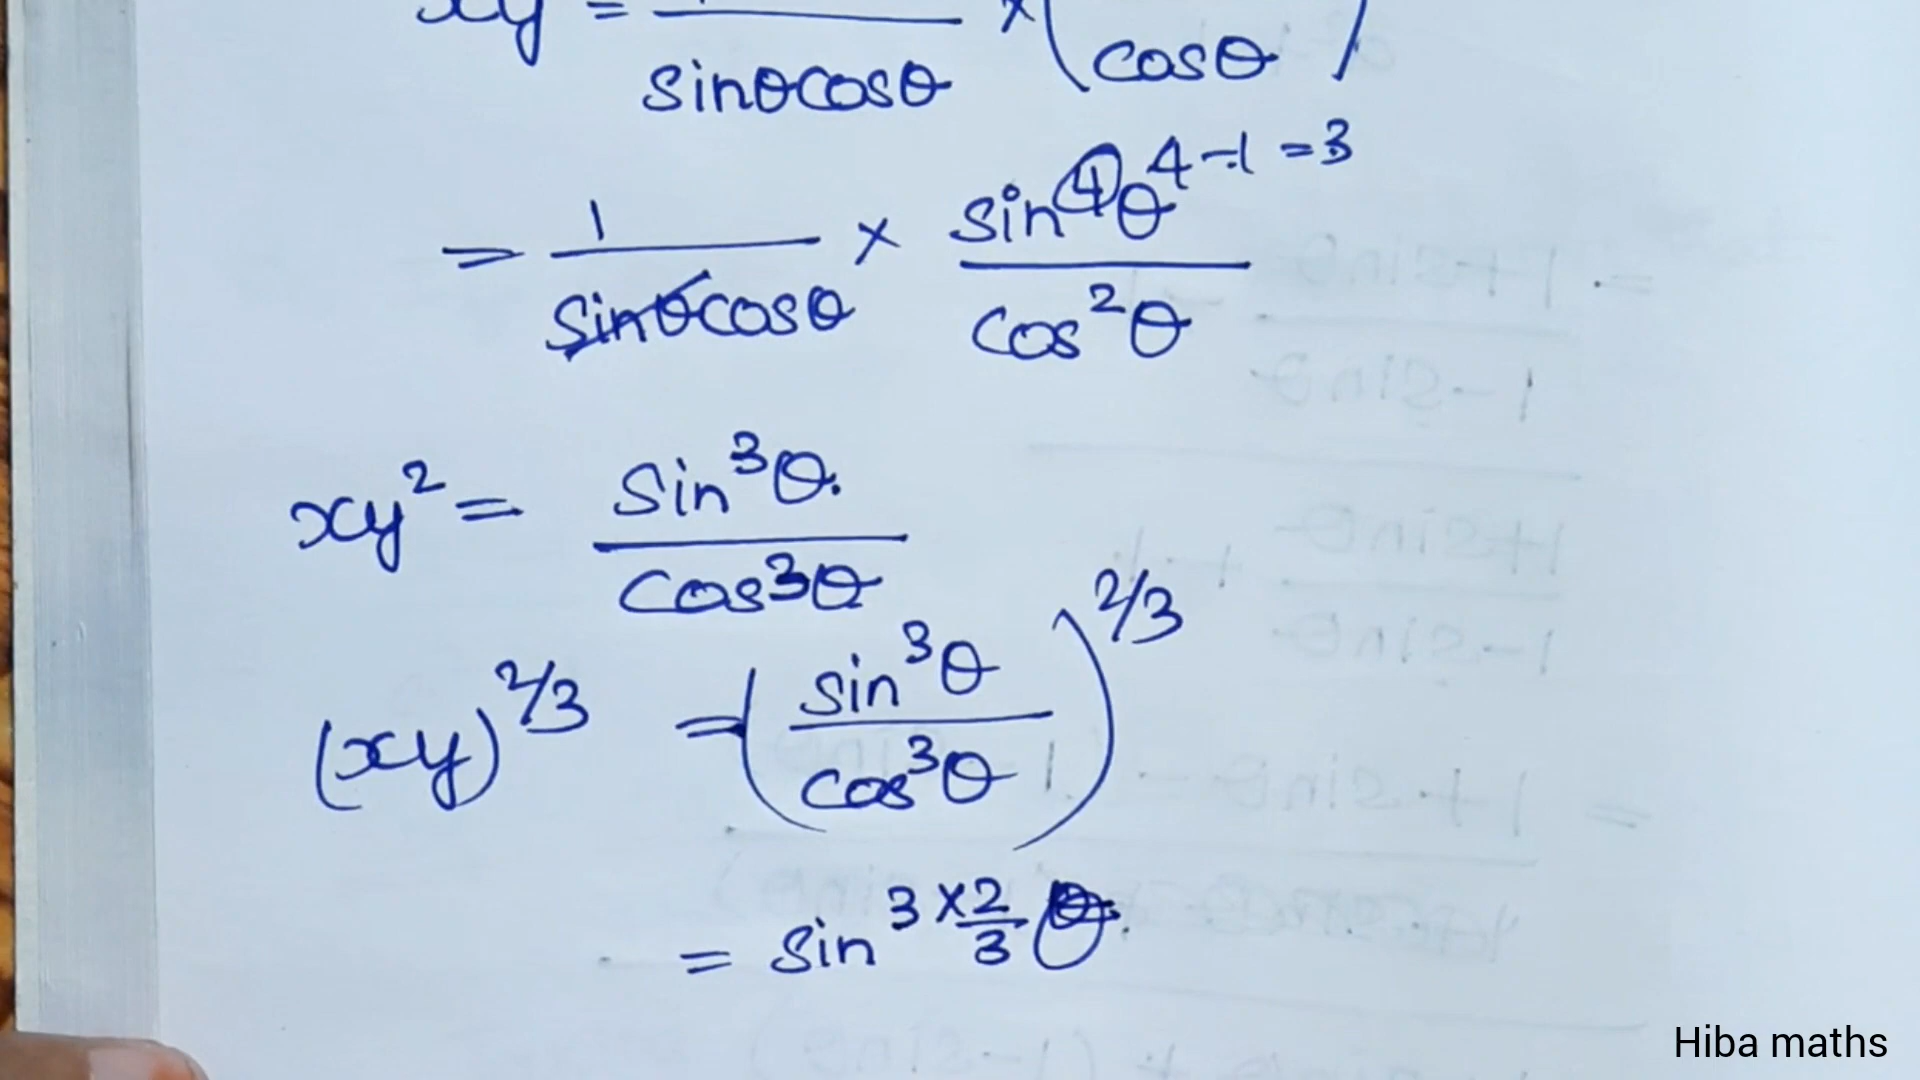 xy =
sinθcosθ × (cosθ)
= 1/sinθcosθ × sin⁴θ/cos²θ 4-1=3
xy² = sin³θ/cos³θ
(xy)^2/3 = (sin³θ/cos³θ)^2/3
= sin^3×2/3 θ
Hiba maths